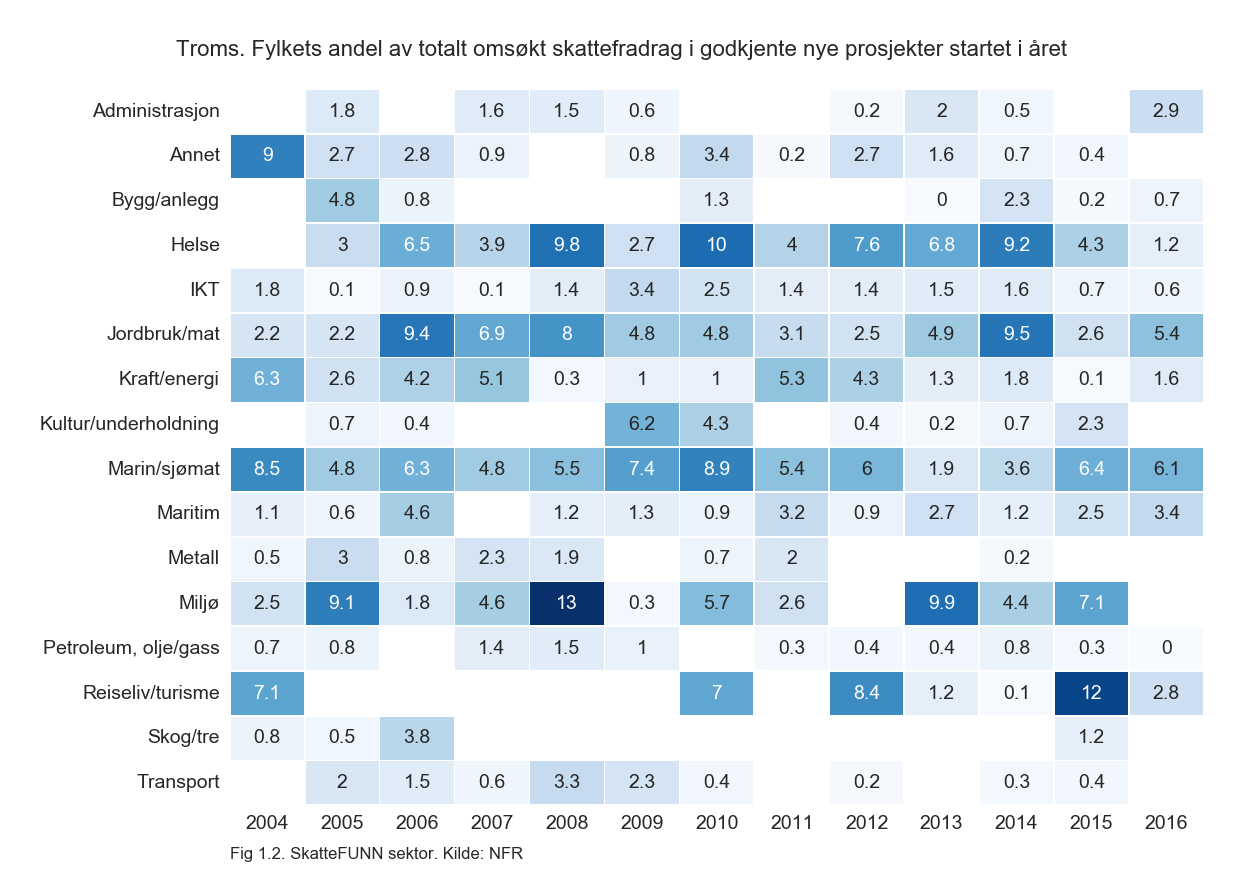 Troms. Fylkets andel av totalt omsøkt skattefradrag i godkjente nye prosjekter startet i året
Administrasjon 1.8 1.6 1.5 0.6 0.2 2 0.5 2.9
Annet 9 2.7 2.8 0.9 0.8 3.4 0.2 2.7 1.6 0.7 0.4
Bygg/anlegg 4.8 0.8 1.3 0 2.3 0.2 0.7
Helse 3 6.5 3.9 9.8 2.7 10 4 7.6 6.8 9.2 4.3 1.2
IKT 1.8 0.1 0.9 0.1 1.4 3.4 2.5 1.4 1.4 1.5 1.6 0.7 0.6
Jordbruk/mat 2.2 2.2 9.4 6.9 8 4.8 4.8 3.1 2.5 4.9 9.5 2.6 5.4
Kraft/energi 6.3 2.6 4.2 5.1 0.3 1 1 5.3 4.3 1.3 1.8 0.1 1.6
Kultur/underholdning 0.7 0.4 6.2 4.3 0.4 0.2 0.7 2.3
Marin/sjømat 8.5 4.8 6.3 4.8 5.5 7.4 8.9 5.4 6 1.9 3.6 6.4 6.1
Maritim 1.1 0.6 4.6 1.2 1.3 0.9 3.2 0.9 2.7 1.2 2.5 3.4
Metall 0.5 3 0.8 2.3 1.9 0.7 2 0.2
Miljø 2.5 9.1 1.8 4.6 13 0.3 5.7 2.6 9.9 4.4 7.1
Petroleum, olje/gass 0.7 0.8 1.4 1.5 1 0.3 0.4 0.4 0.8 0.3 0
Reiseliv/turisme 7.1 7 8.4 1.2 0.1 12 2.8
Skog/tre 0.8 0.5 3.8 1.2
Transport 2 1.5 0.6 3.3 2.3 0.4 0.2 0.3 0.4
2004 2005 2006 2007 2008 2009 2010 2011 2012 2013 2014 2015 2016
Fig 1.2. SkatteFUNN sektor. Kilde: NFR